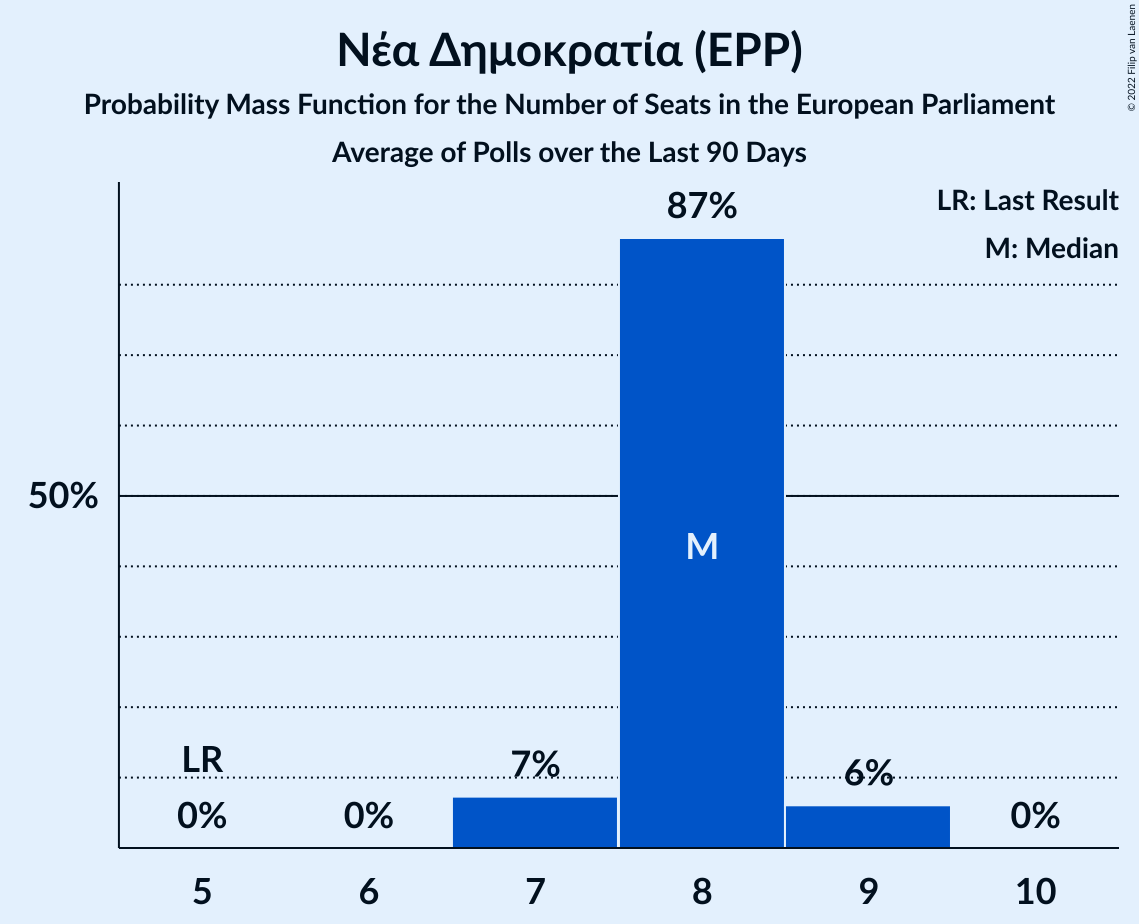 Νέα Δημοκρατία (EPP)
Probability Mass Function for the Number of Seats in the European Parliament
Average of Polls over the Last 90 Days
© 2022 Filip van Laenen
LR: Last Result
M: Median
87%
50%
M
LR
7%
6%
0%
0%
0%
5
6
7
8
9
10